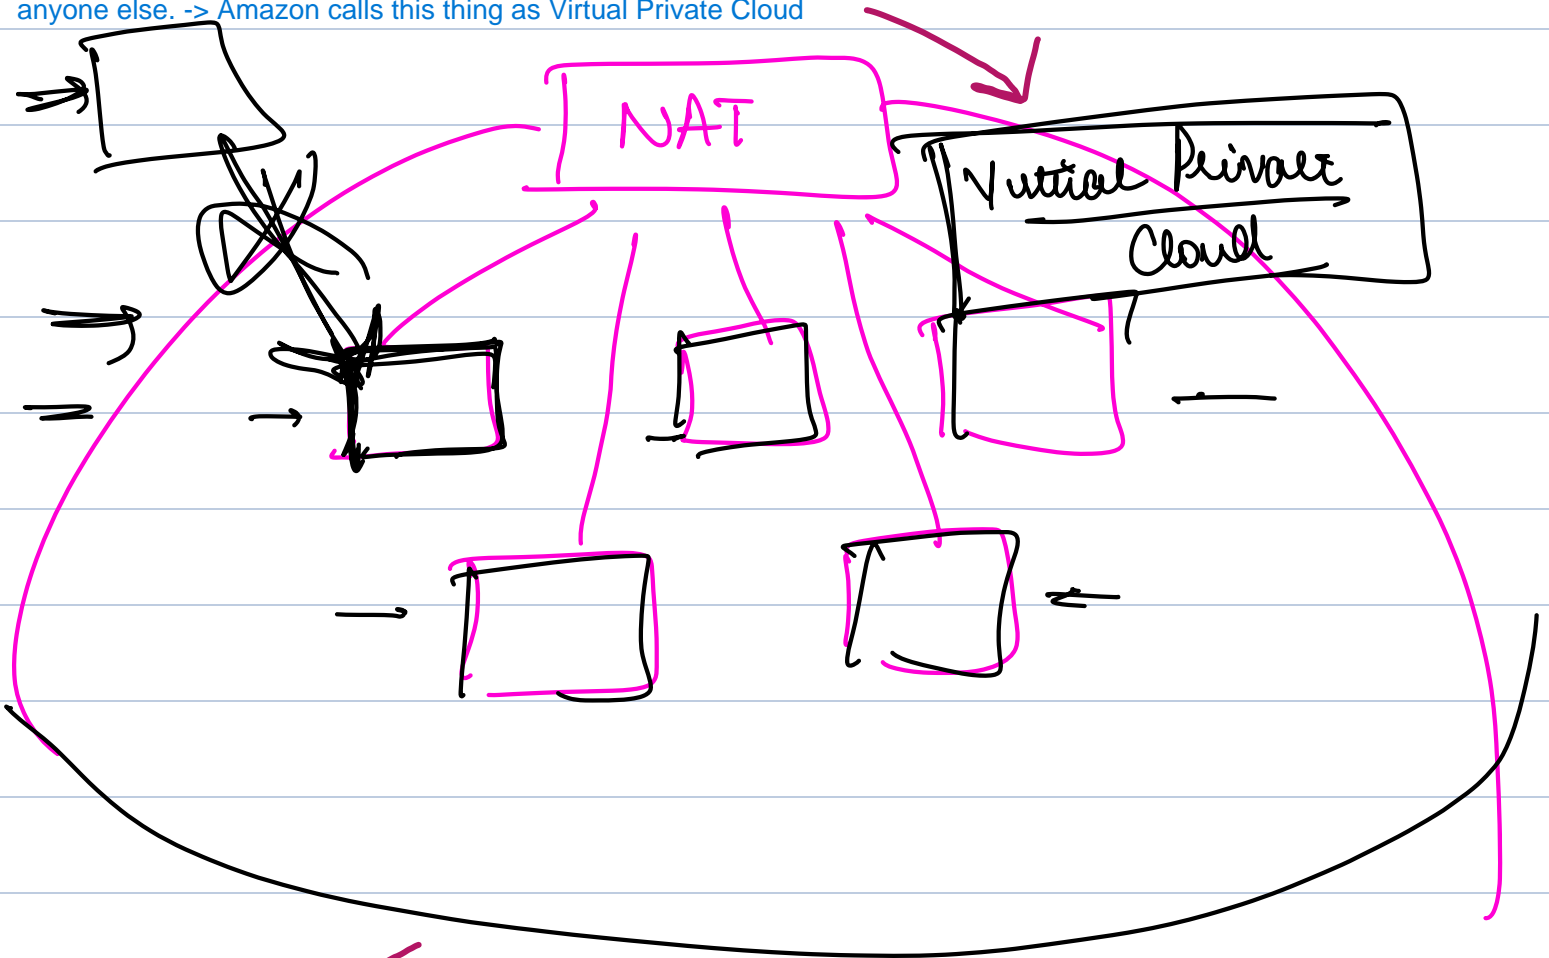 anyone else. -> Amazon calls this thing as Virtual Private Cloud
NAT
Virtual Private
Cloud